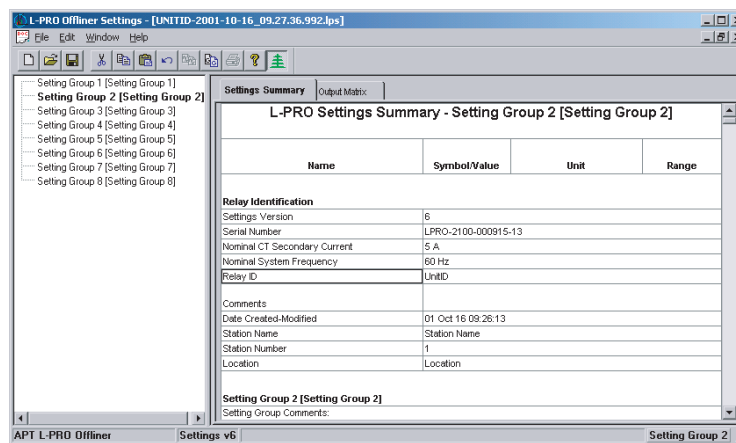 L-PRO Offliner Settings - [UNITID-2001-10-16_09.27.36.992.lps]
File Edit Window Help
Setting Group 1 [Setting Group 1]
Setting Group 2 [Setting Group 2]
Setting Group 3 [Setting Group 3]
Setting Group 4 [Setting Group 4]
Setting Group 5 [Setting Group 5]
Setting Group 6 [Setting Group 6]
Setting Group 7 [Setting Group 7]
Setting Group 8 [Setting Group 8]
Settings Summary Output Matrix
L-PRO Settings Summary - Setting Group 2 [Setting Group 2]
Name Symbol/Value Unit Range
Relay Identification
Settings Version 6
Serial Number LPRO-2100-000915-13
Nominal CT Secondary Current 5 A
Nominal System Frequency 60 Hz
Relay ID UnitID
Comments
Date Created-Modified 01 Oct 16 09:26:13
Station Name Station Name
Station Number 1
Location Location
Setting Group 2 [Setting Group 2]
Setting Group Comments:
APT L-PRO Offliner Settings v6 Setting Group 2